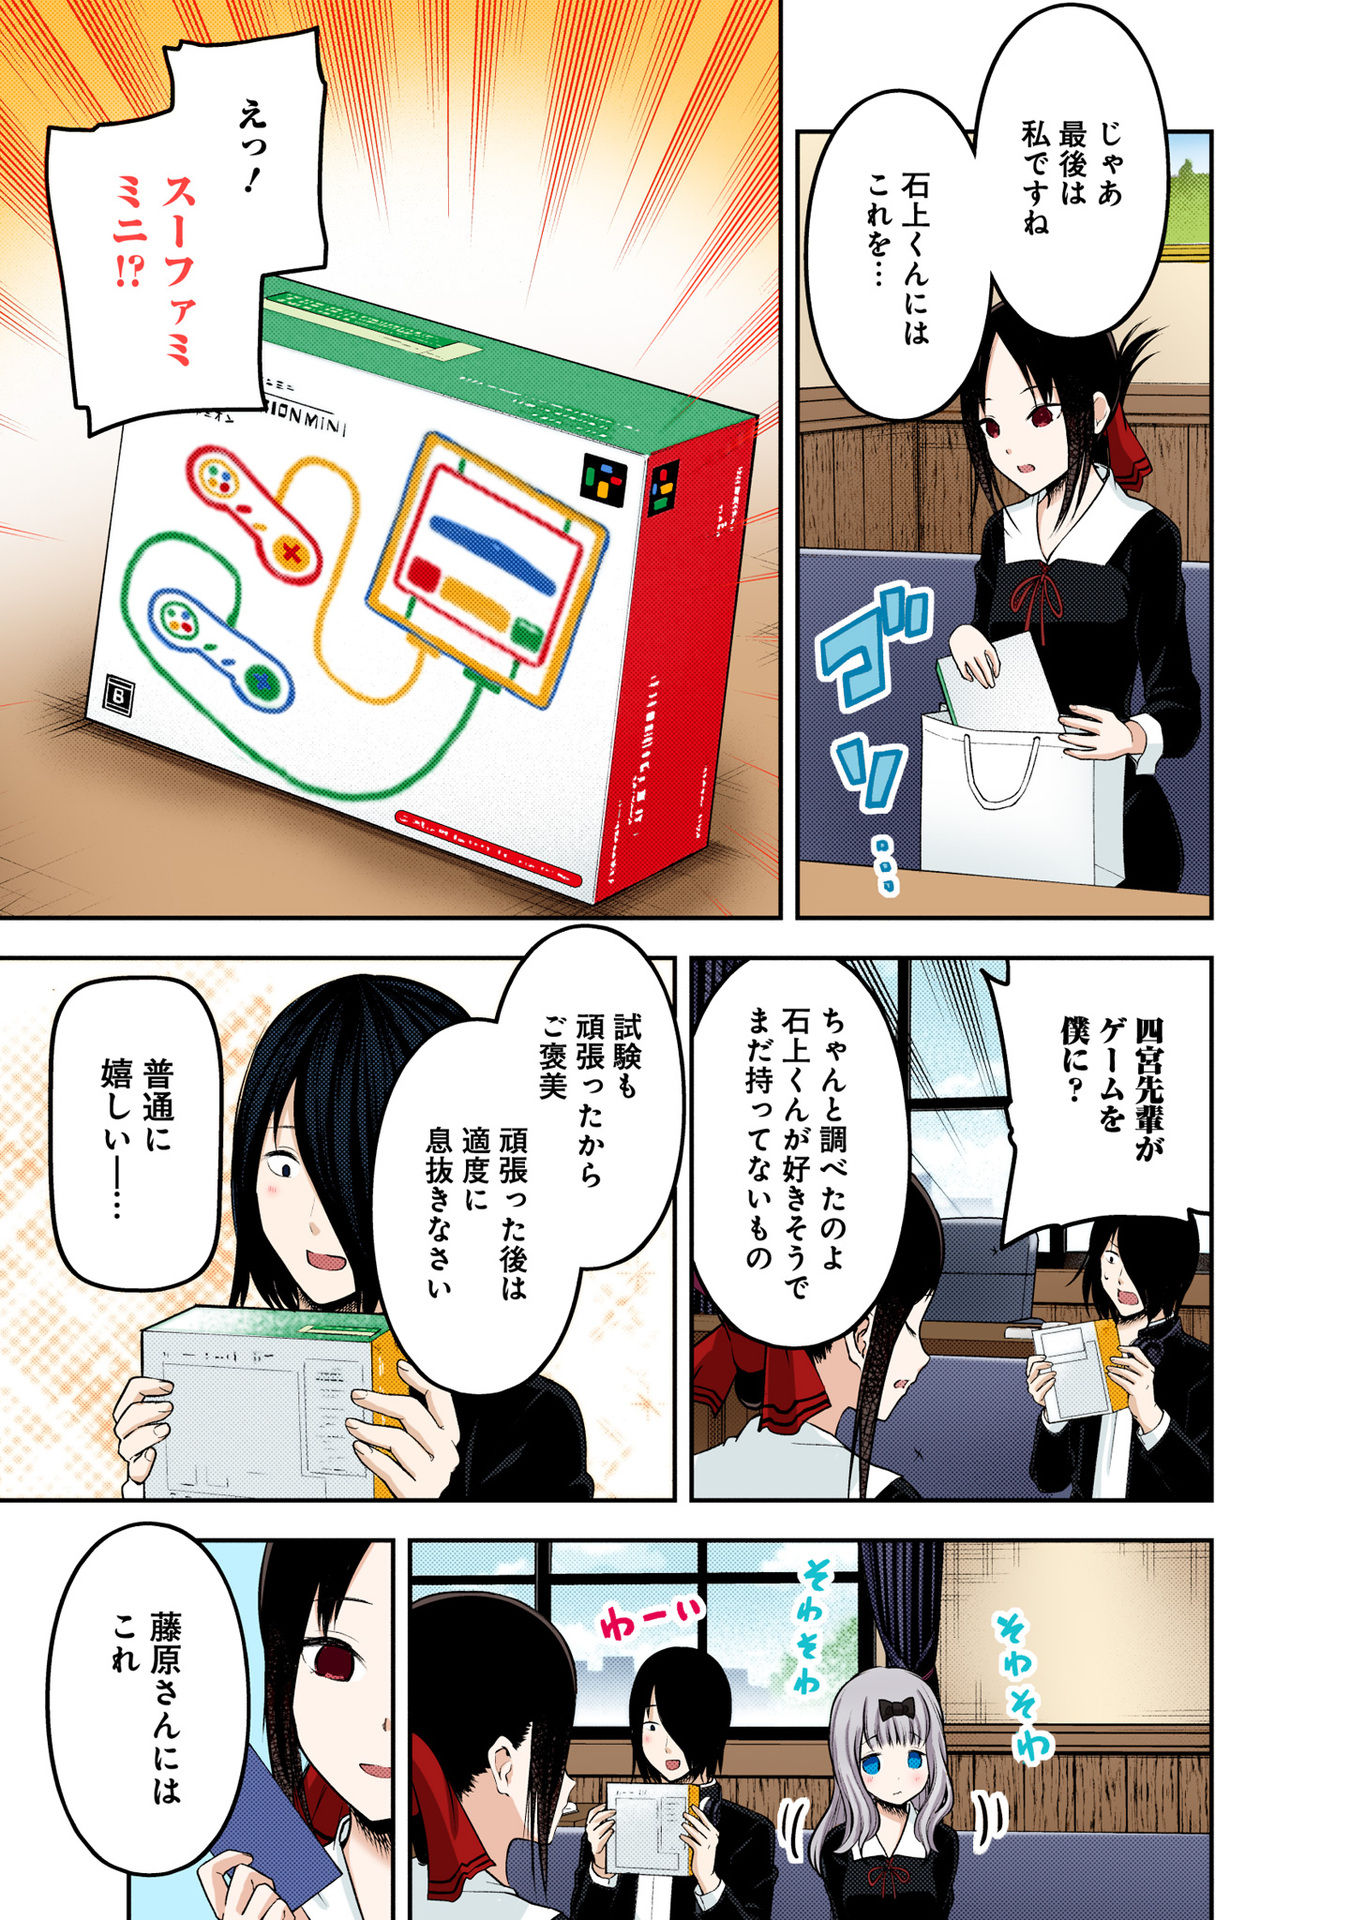 じゃあ
最後は
私ですね
石上くんには
これを…
ゴソ…
えっ！
スーファミ
ミニ!?
IONMINI
B
四宮先輩が
ゲームを
僕に？
ちゃんと調べたのよ
石上くんが好きそうで
まだ持ってないもの
試験も
頑張ったから
ご褒美
頑張った後は
適度に
息抜きなさい
普通に
嬉しい――…
そわそわ
そわそわ
わーい
藤原さんには
これ